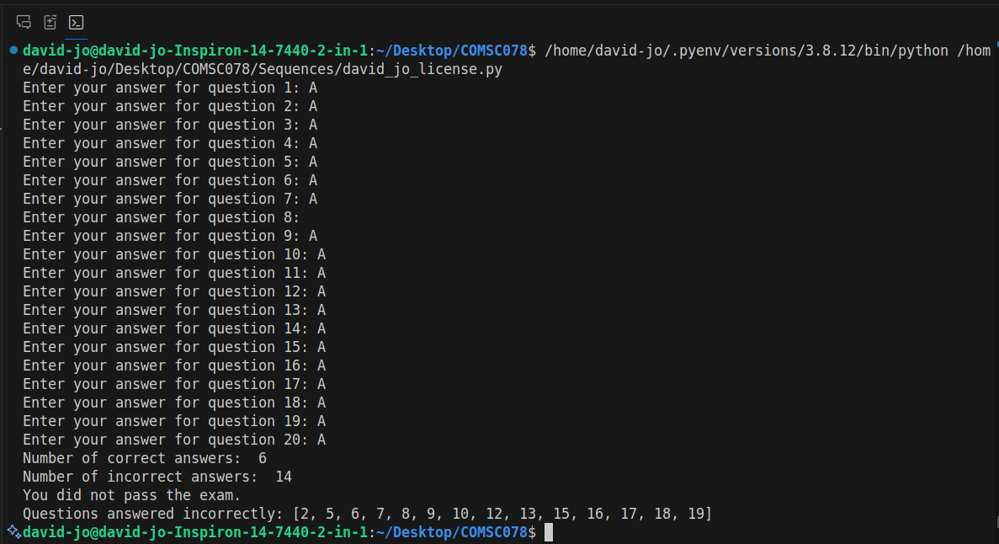 david-jo@david-jo-Inspiron-14-7440-2-in-1:~/Desktop/COMSC078$ /home/david-jo/.pyenv/versions/3.8.12/bin/python /hom
e/david-jo/Desktop/COMSC078/Sequences/david_jo_license.py
Enter your answer for question 1: A
Enter your answer for question 2: A
Enter your answer for question 3: A
Enter your answer for question 4: A
Enter your answer for question 5: A
Enter your answer for question 6: A
Enter your answer for question 7: A
Enter your answer for question 8:
Enter your answer for question 9: A
Enter your answer for question 10: A
Enter your answer for question 11: A
Enter your answer for question 12: A
Enter your answer for question 13: A
Enter your answer for question 14: A
Enter your answer for question 15: A
Enter your answer for question 16: A
Enter your answer for question 17: A
Enter your answer for question 18: A
Enter your answer for question 19: A
Enter your answer for question 20: A
Number of correct answers:  6
Number of incorrect answers:  14
You did not pass the exam.
Questions answered incorrectly: [2, 5, 6, 7, 8, 9, 10, 12, 13, 15, 16, 17, 18, 19]
david-jo@david-jo-Inspiron-14-7440-2-in-1:~/Desktop/COMSC078$